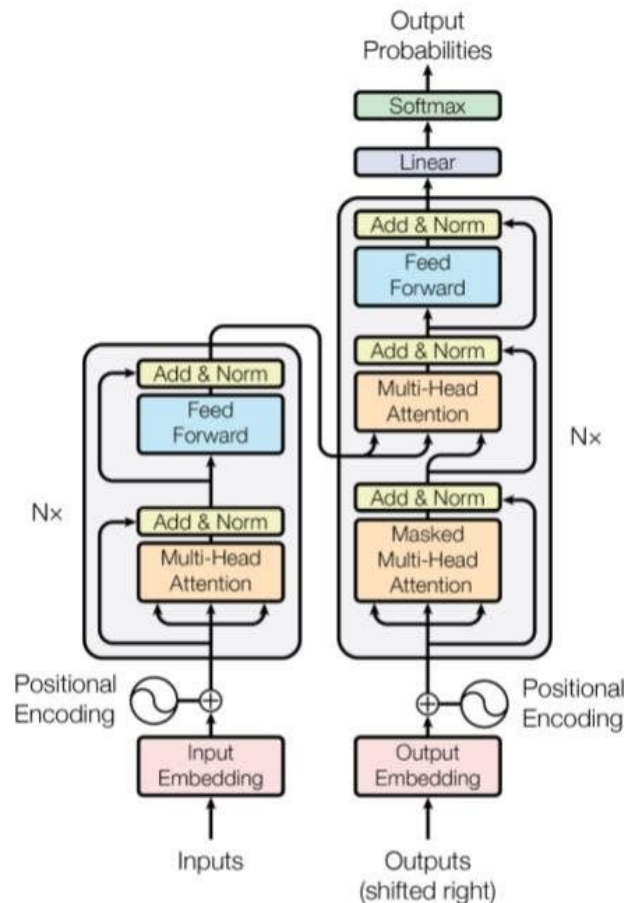 Output
Probabilities
Softmax
Linear
Add & Norm
Feed
Forward
Add & Norm
Multi-Head
Attention
Add & Norm
Masked
Multi-Head
Attention
Nx
Add & Norm
Feed
Forward
Nx
Add & Norm
Multi-Head
Attention
Positional
Encoding
Positional
Encoding
Input
Embedding
Output
Embedding
Inputs
Outputs
(shifted right)